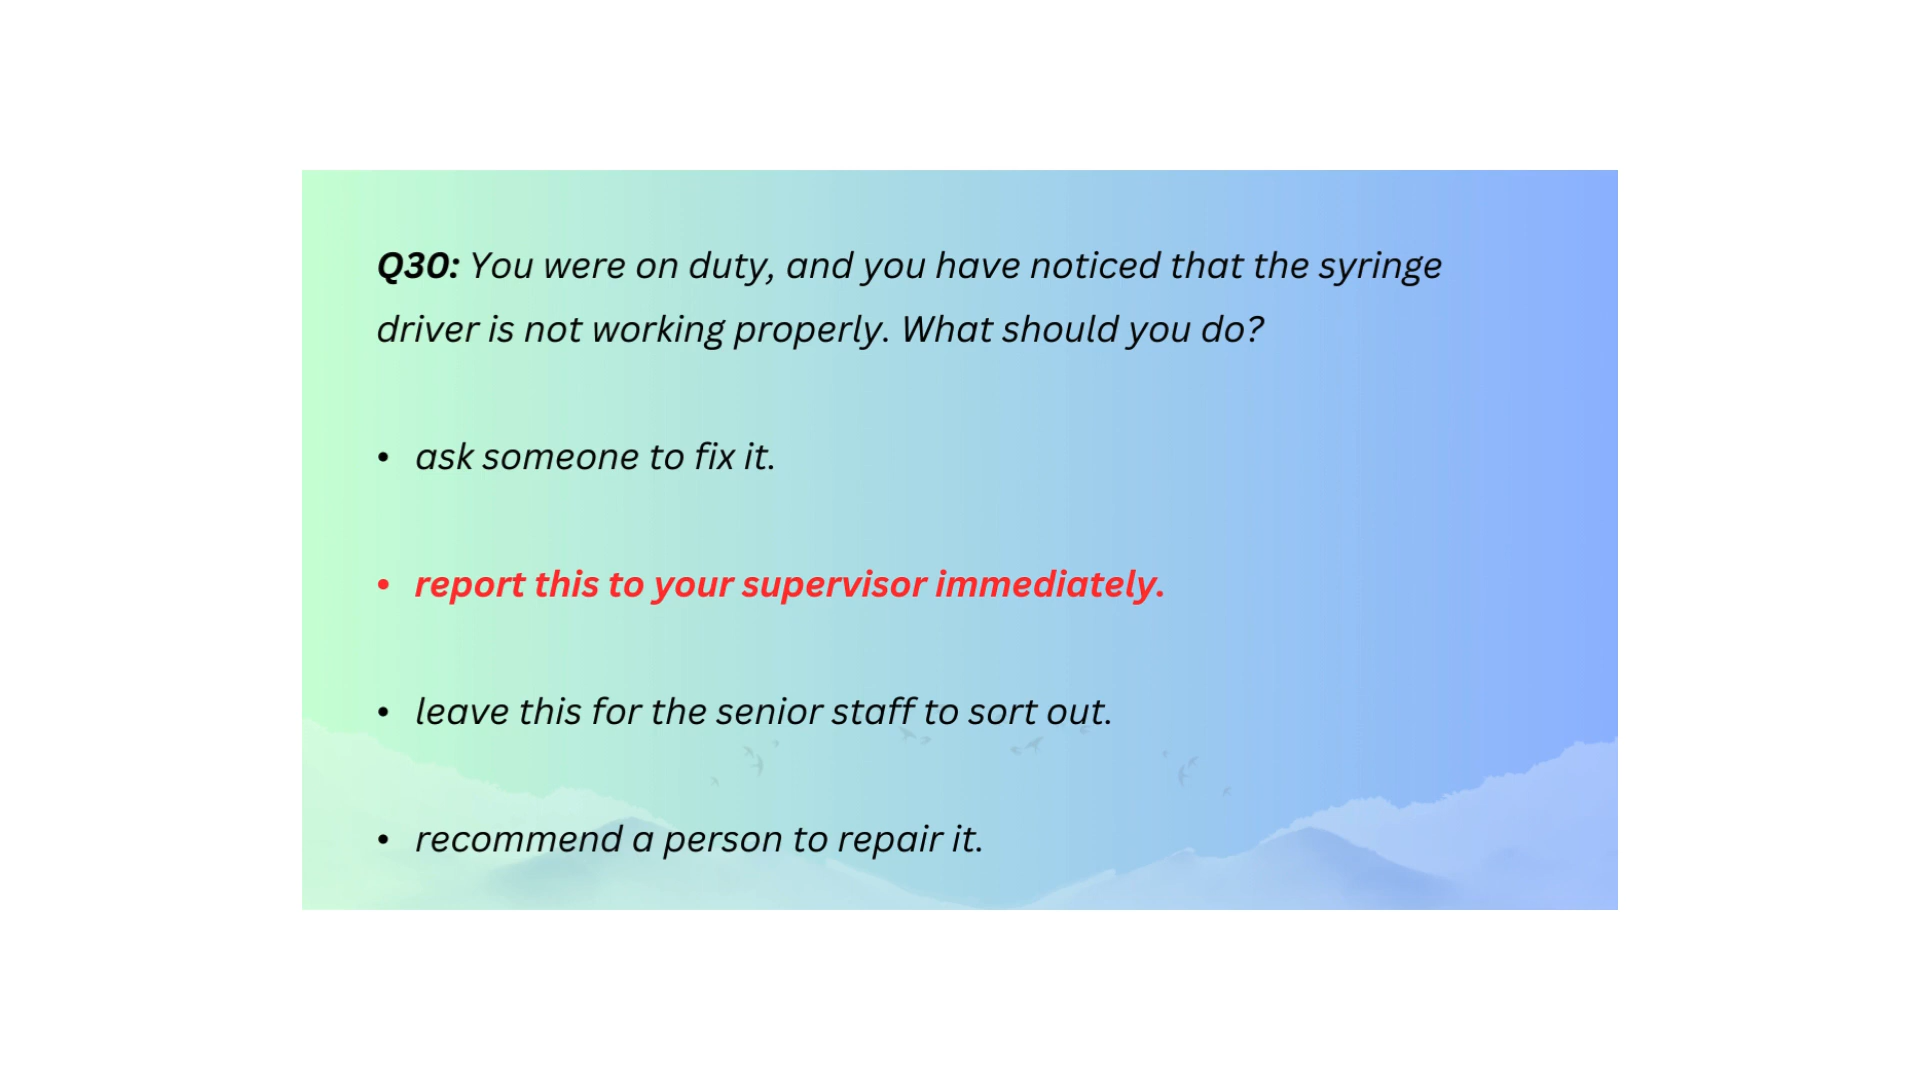 Q30: You were on duty, and you have noticed that the syringe
driver is not working properly. What should you do?
• ask someone to fix it.
• report this to your supervisor immediately.
• leave this for the senior staff to sort out.
• recommend a person to repair it.